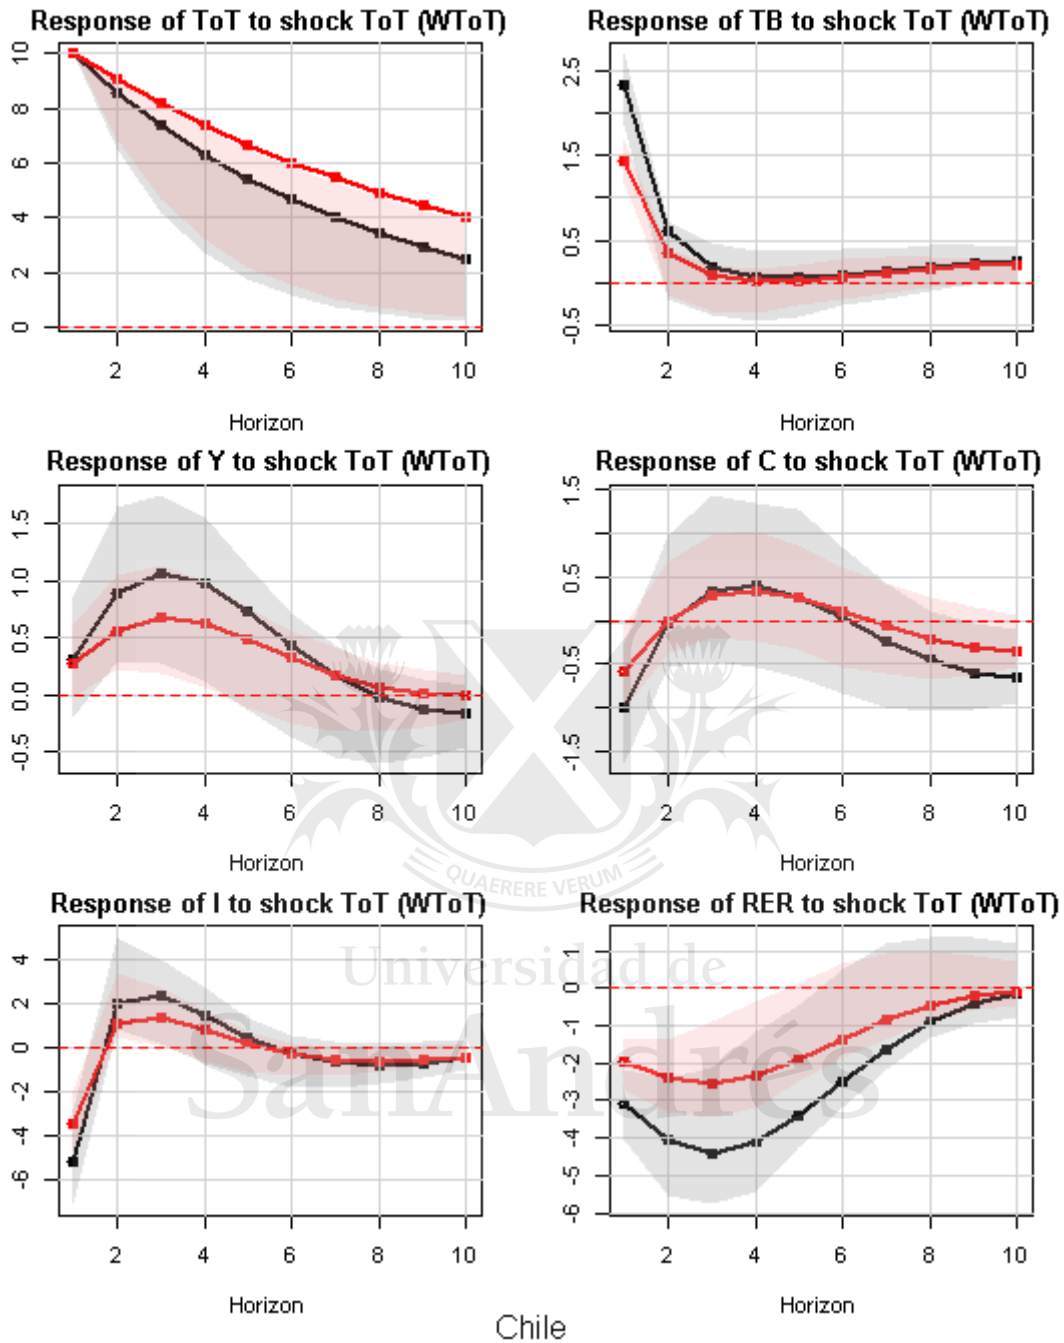 Response of ToT to shock ToT (WToT)
0 2 4 6 8 10
2 4 6 8 10
Horizon
Response of TB to shock ToT (WToT)
-0.5 0.5 1.5 2.5
2 4 6 8 10
Horizon
Response of Y to shock ToT (WToT)
-0.5 0.0 0.5 1.0 1.5
2 4 6 8 10
Horizon
Response of C to shock ToT (WToT)
-1.5 -0.5 0.5 1.5
2 4 6 8 10
Horizon
QUAERERE VERUM
Response of I to shock ToT (WToT)
-6 -4 -2 0 2 4
2 4 6 8 10
Horizon
Response of RER to shock ToT (WToT)
-6 -5 -4 -3 -2 -1 0 1
2 4 6 8 10
Horizon
Universidad de
SanAndrés
Chile